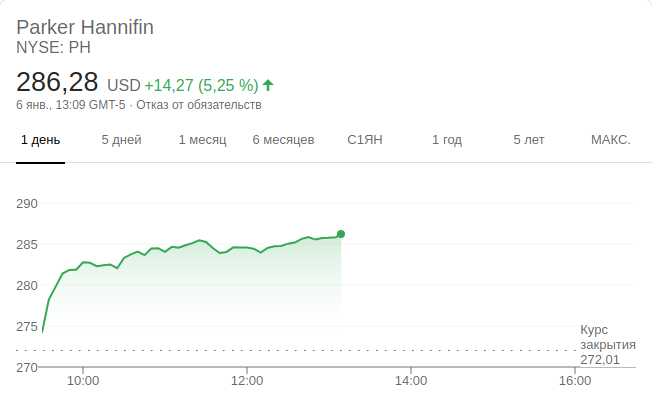 Parker Hannifin
NYSE: PH
286,28 USD +14,27 (5,25 %)
6 янв., 13:09 GMT-5 · Отказ от обязательств
1 день 5 дней 1 месяц 6 месяцев С1ЯН 1 год 5 лет МАКС.
290
285
280
275
270
Курс
закрытия
272,01
10:00 12:00 14:00 16:00